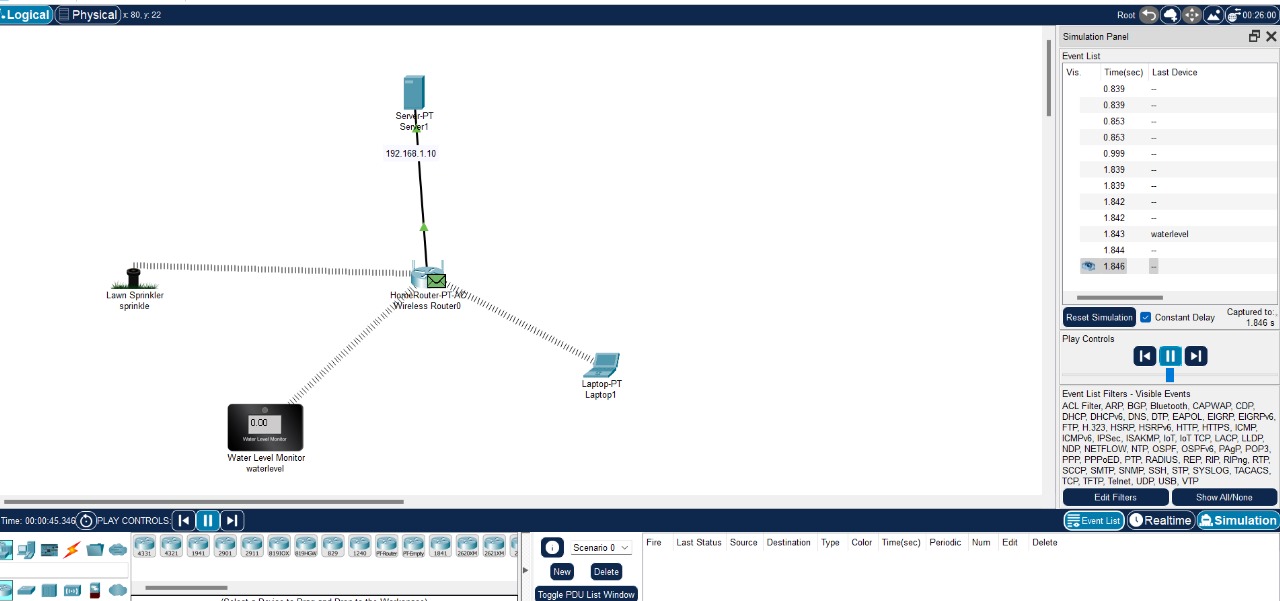 Logical Physical x: 80, y: 22 Root 00:26:00
Simulation Panel
Event List
Vis. Time(sec) Last Device
0.839 --
0.839 --
0.853 --
0.853 --
0.999 --
1.839 --
1.839 --
1.842 --
1.842 --
1.843 waterlevel
1.844 --
1.846 --
Reset Simulation Constant Delay Captured to:
1.846 s
Play Controls
Event List Filters - Visible Events
ACL Filter, ARP, BGP, Bluetooth, CAPWAP, CDP,
DHCP, DHCPv6, DNS, DTP, EAPOL, EIGRP, EIGRPv6,
FTP, H.323, HSRP, HSRPv6, HTTP, HTTPS, ICMP,
ICMPv6, IPSec, ISAKMP, IoT, IoT TCP, LACP, LLDP,
NDP, NETFLOW, NTP, OSPF, OSPFv6, PAgP, POP3,
PPP, PPPoED, PTP, RADIUS, REP, RIP, RIPng, RTP,
SCCP, SMTP, SNMP, SSH, STP, SYSLOG, TACACS,
TCP, TFTP, Telnet, UDP, USB, VTP
Edit Filters Show All/None
Event List Realtime Simulation
Server-PT
Server1
192.168.1.10
HomeRouter-PT-AC
Wireless Router0
Lawn Sprinkler
sprinkle
Laptop-PT
Laptop1
0.00
Water Level Monitor
Water Level Monitor
waterlevel
Time: 00:00:45.346 PLAY CONTROLS:
4331 4321 1941 2901 2911 819IOX 819HGW 829 1240 PT-Router PT-Empty 1841 2620XM 2621XM 2
(Select a Device to Drag and Drop to the Workspace)
Scenario 0
New Delete
Toggle PDU List Window
Fire Last Status Source Destination Type Color Time(sec) Periodic Num Edit Delete